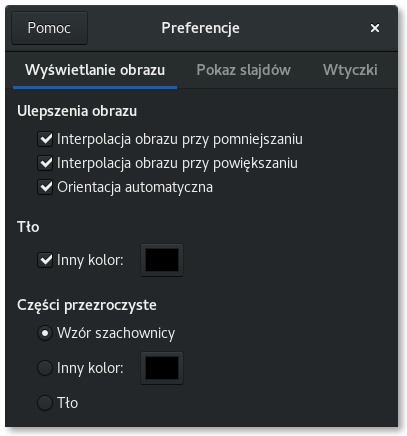 Pomoc Preferencje ×
Wyświetlanie obrazu Pokaz slajdów Wtyczki
Ulepszenia obrazu
Interpolacja obrazu przy pomniejszaniu
Interpolacja obrazu przy powiększaniu
Orientacja automatyczna
Tło
Inny kolor:
Części przezroczyste
Wzór szachownicy
Inny kolor:
Tło